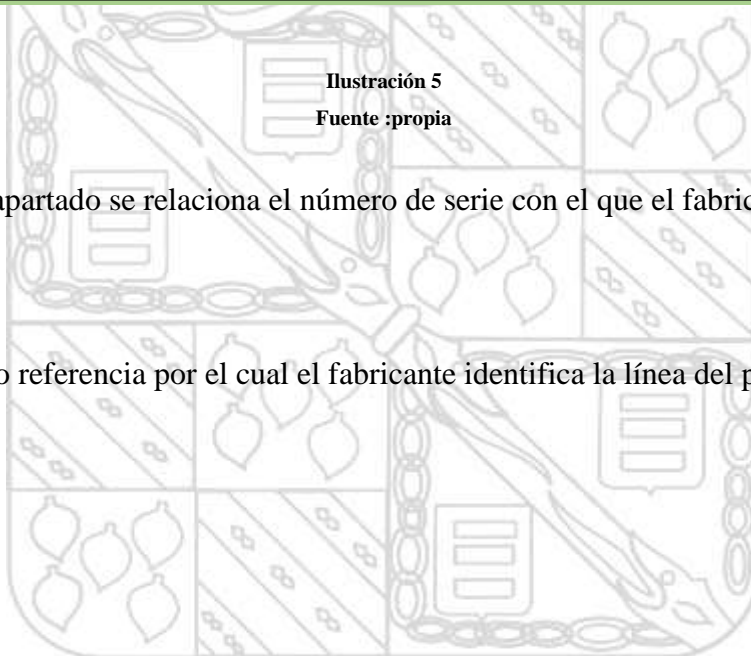 Ilustración 5
Fuente :propia
apartado se relaciona el número de serie con el que el
referencia por el cual el fabricante identifica la línea del